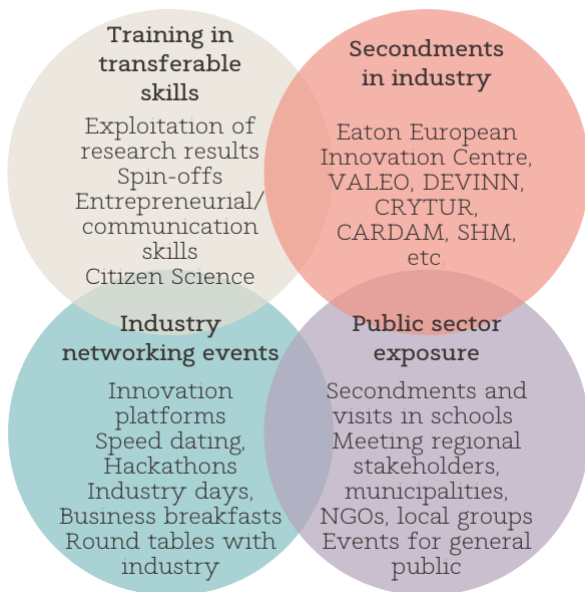 Training in
transferable
skills
Exploitation of
research results
Spin-offs
Entrepreneurial/
communication
skills
Citizen Science
Secondments
in industry
Eaton European
Innovation Centre,
VALEO, DEVINN,
CRYTUR,
CARDAM, SHM,
etc
Industry
networking events
Innovation
platforms
Speed dating,
Hackathons
Industry days,
Business breakfasts
Round tables with
industry
Public sector
exposure
Secondments and
visits in schools
Meeting regional
stakeholders,
municipalities,
NGOs, local groups
Events for general
public